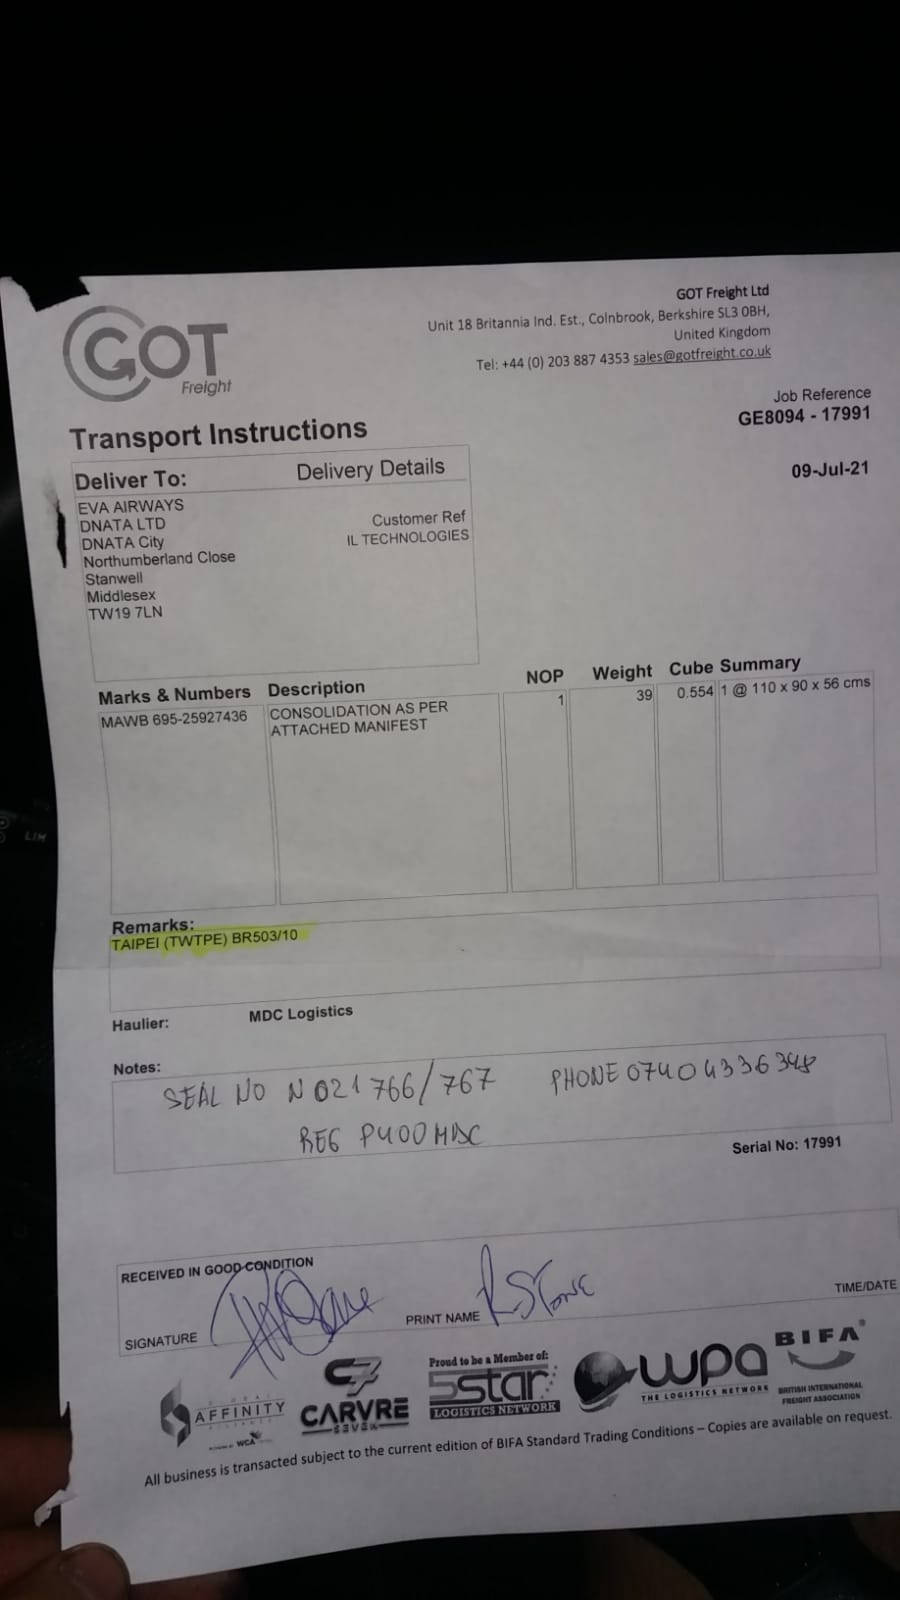 GOT
Freight
GOT Freight Ltd
Unit 18 Britannia Ind. Est., Colnbrook, Berkshire SL3 0BH,
United Kingdom
Tel: +44 (0) 203 887 4353 sales@gotfreight.co.uk
Job Reference
GE8094 - 17991
09-Jul-21
Transport Instructions
Deliver To: Delivery Details
EVA AIRWAYS
DNATA LTD
DNATA City
Northumberland Close
Stanwell
Middlesex
TW19 7LN
Customer Ref
IL TECHNOLOGIES
Marks & Numbers Description NOP Weight Cube Summary
MAWB 695-25927436 CONSOLIDATION AS PER 1 39 0.554 1 @ 110 x 90 x 56 cms
ATTACHED MANIFEST
Remarks:
TAIPEI (TWTPE) BR503/10
Haulier: MDC Logistics
Notes:
SEAL NO N021766/767 PHONE 07404336348
REG P400MDC
Serial No: 17991
RECEIVED IN GOOD CONDITION
SIGNATURE
PRINT NAME R STONE
TIME/DATE
AFFINITY
WCA
C7
CARVRE
SEVEN
Proud to be a Member of:
5star
LOGISTICS NETWORK
wpa
THE LOGISTICS NETWORK
BIFA
BRITISH INTERNATIONAL
FREIGHT ASSOCIATION
All business is transacted subject to the current edition of BIFA Standard Trading Conditions – Copies are available on request.
LIM